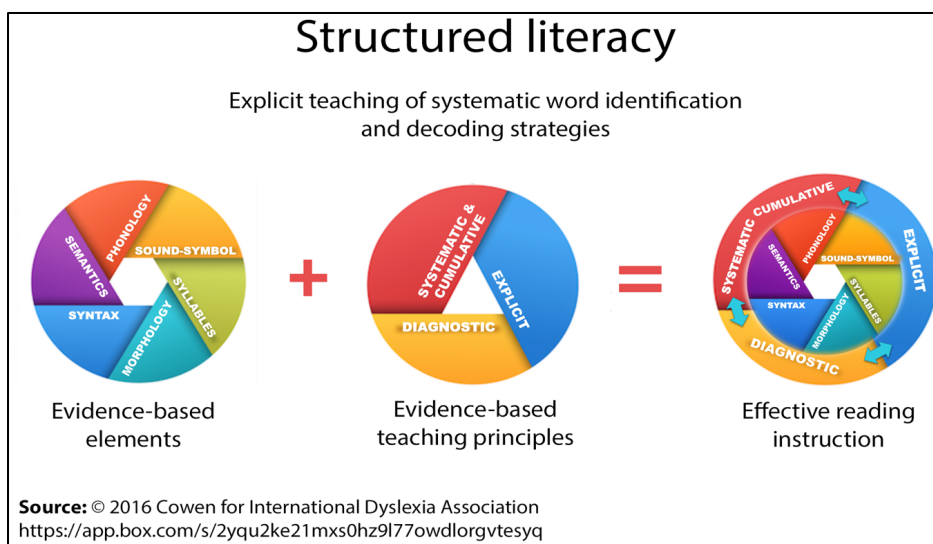 Structured literacy
Explicit teaching of systematic word identification
and decoding strategies
PHONOLOGY
SOUND-SYMBOL
SYLLABLES
MORPHOLOGY
SYNTAX
SEMANTICS
+
SYSTEMATIC &
CUMULATIVE
EXPLICIT
DIAGNOSTIC
=
SYSTEMATIC CUMULATIVE
EXPLICIT
DIAGNOSTIC
PHONOLOGY
SOUND-SYMBOL
SYLLABLES
MORPHOLOGY
SYNTAX
SEMANTICS
Evidence-based
elements
Evidence-based
teaching principles
Effective reading
instruction
Source: © 2016 Cowen for International Dyslexia Association
https://app.box.com/s/2yqu2ke21mxs0hz9l77owdlorgvtesyq